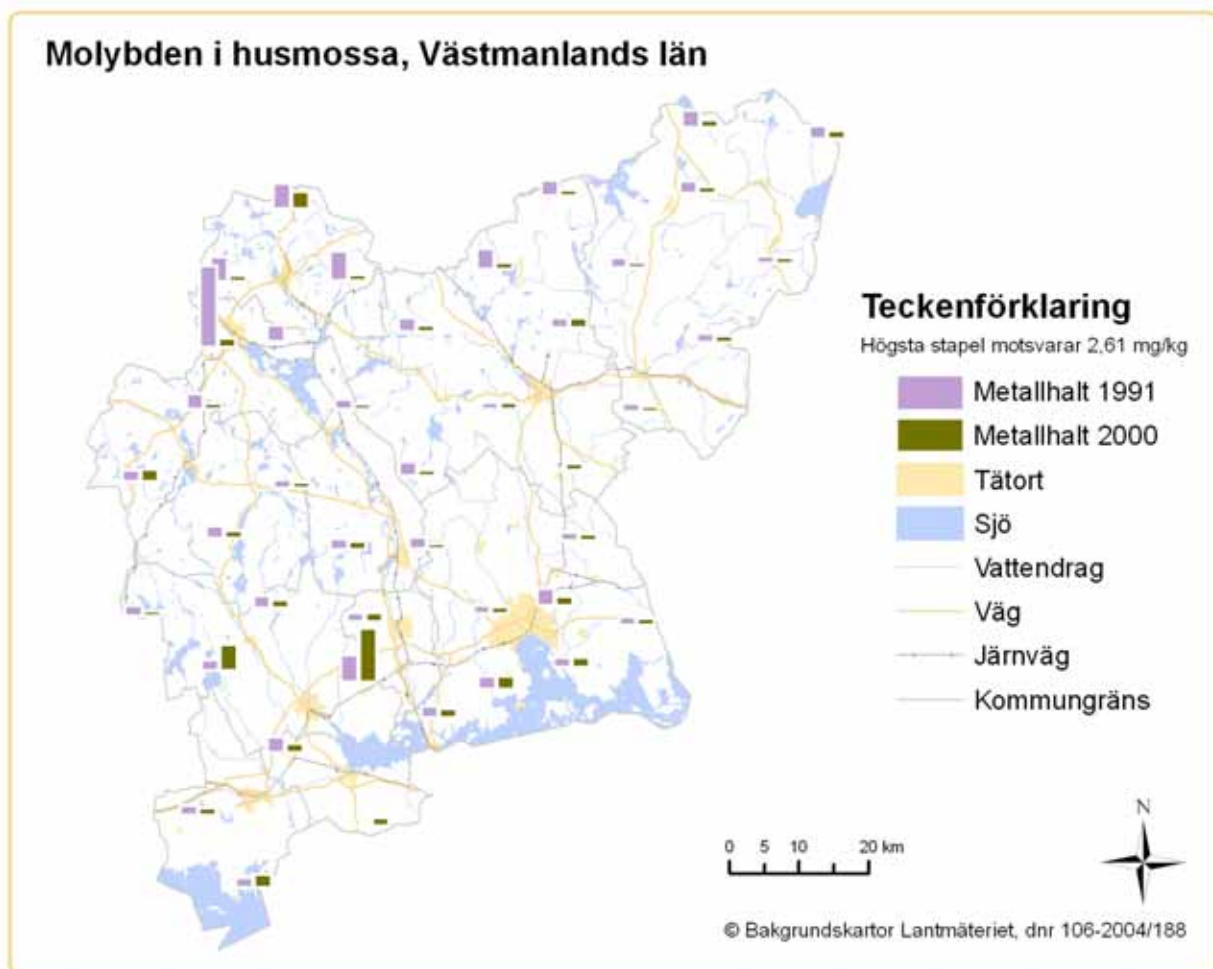 Molybden i husmossa, Västmanlands län
Teckenförklaring
Högsta stapel motsvarar 2,61 mg/kg
Metallhalt 1991
Metallhalt 2000
Tätort
Sjö
Vattendrag
Väg
Järnväg
Kommungräns
N
0 5 10 20 km
© Bakgrundskartor Lantmäteriet, dnr 106-2004/188